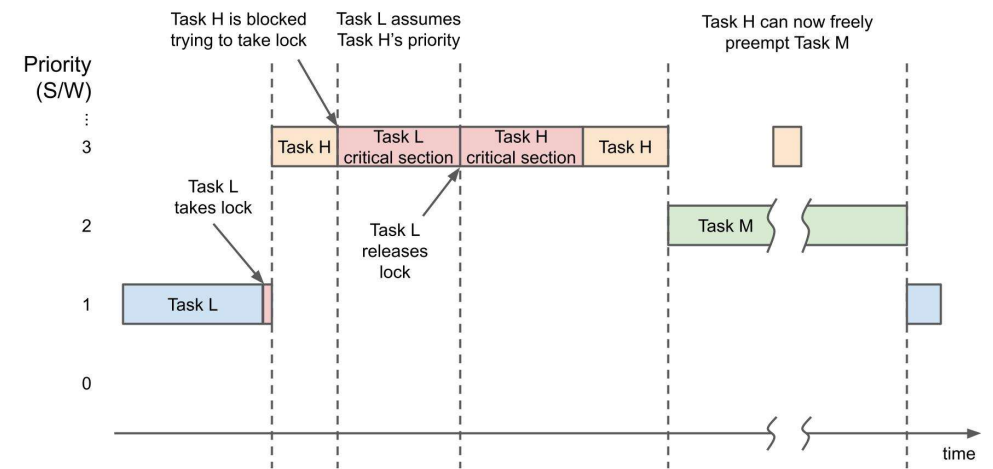 Task H is blocked
trying to take lock
Task L assumes
Task H's priority
Task H can now freely
preempt Task M
Priority
(S/W)
⋮
3
Task H
Task L
critical section
Task H
critical section
Task H
Task L
takes lock
2
Task L
releases
lock
Task M
1
Task L
0
time